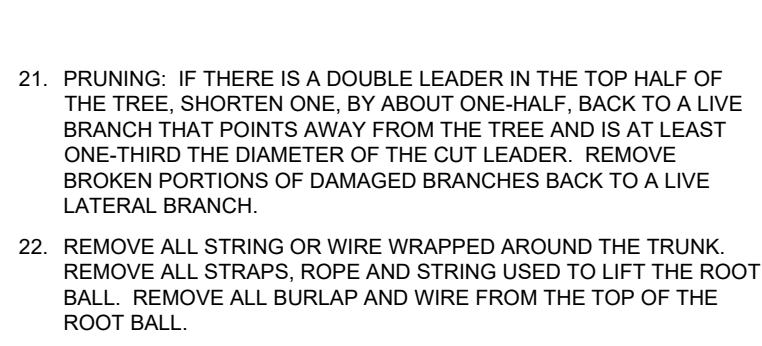 21. PRUNING: IF THERE IS A DOUBLE LEADER IN THE TOP HALF OF
THE TREE, SHORTEN ONE, BY ABOUT ONE-HALF, BACK TO A LIVE
BRANCH THAT POINTS AWAY FROM THE TREE AND IS AT LEAST
ONE-THIRD THE DIAMETER OF THE CUT LEADER. REMOVE
BROKEN PORTIONS OF DAMAGED BRANCHES BACK TO A LIVE
LATERAL BRANCH.
22. REMOVE ALL STRING OR WIRE WRAPPED AROUND THE TRUNK.
REMOVE ALL STRAPS, ROPE AND STRING USED TO LIFT THE ROOT
BALL. REMOVE ALL BURLAP AND WIRE FROM THE TOP OF THE
ROOT BALL.